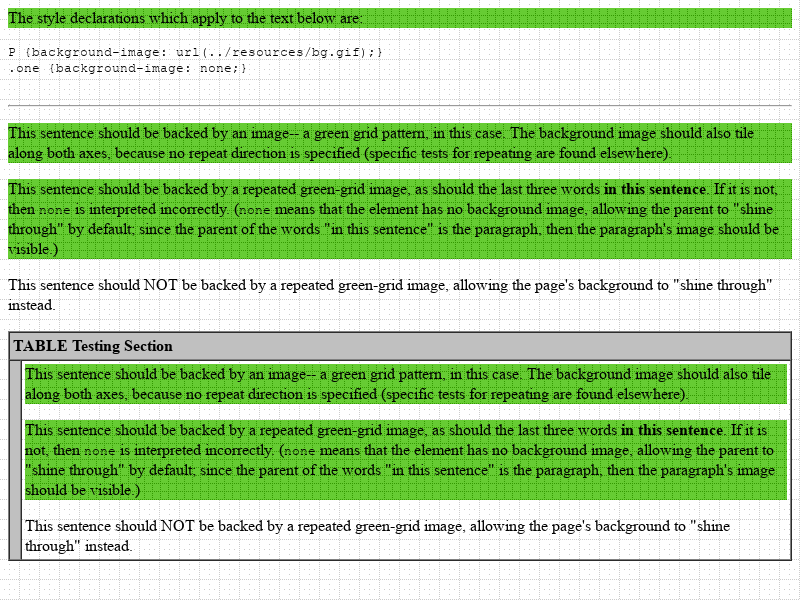 The style declarations which apply to the text below are:
P {background-image: url(../resources/bg.gif);}
.one {background-image: none;}
This sentence should be backed by an image-- a green grid pattern, in this case. The background image should also tile
along both axes, because no repeat direction is specified (specific tests for repeating are found elsewhere).
This sentence should be backed by a repeated green-grid image, as should the last three words in this sentence. If it is not,
then none is interpreted incorrectly. (none means that the element has no background image, allowing the parent to "shine
through" by default; since the parent of the words "in this sentence" is the paragraph, then the paragraph's image should be
visible.)
This sentence should NOT be backed by a repeated green-grid image, allowing the page's background to "shine through"
instead.
TABLE Testing Section
This sentence should be backed by an image-- a green grid pattern, in this case. The background image should also tile
along both axes, because no repeat direction is specified (specific tests for repeating are found elsewhere).
This sentence should be backed by a repeated green-grid image, as should the last three words in this sentence. If it is
not, then none is interpreted incorrectly. (none means that the element has no background image, allowing the parent to
"shine through" by default; since the parent of the words "in this sentence" is the paragraph, then the paragraph's image
should be visible.)
This sentence should NOT be backed by a repeated green-grid image, allowing the page's background to "shine
through" instead.